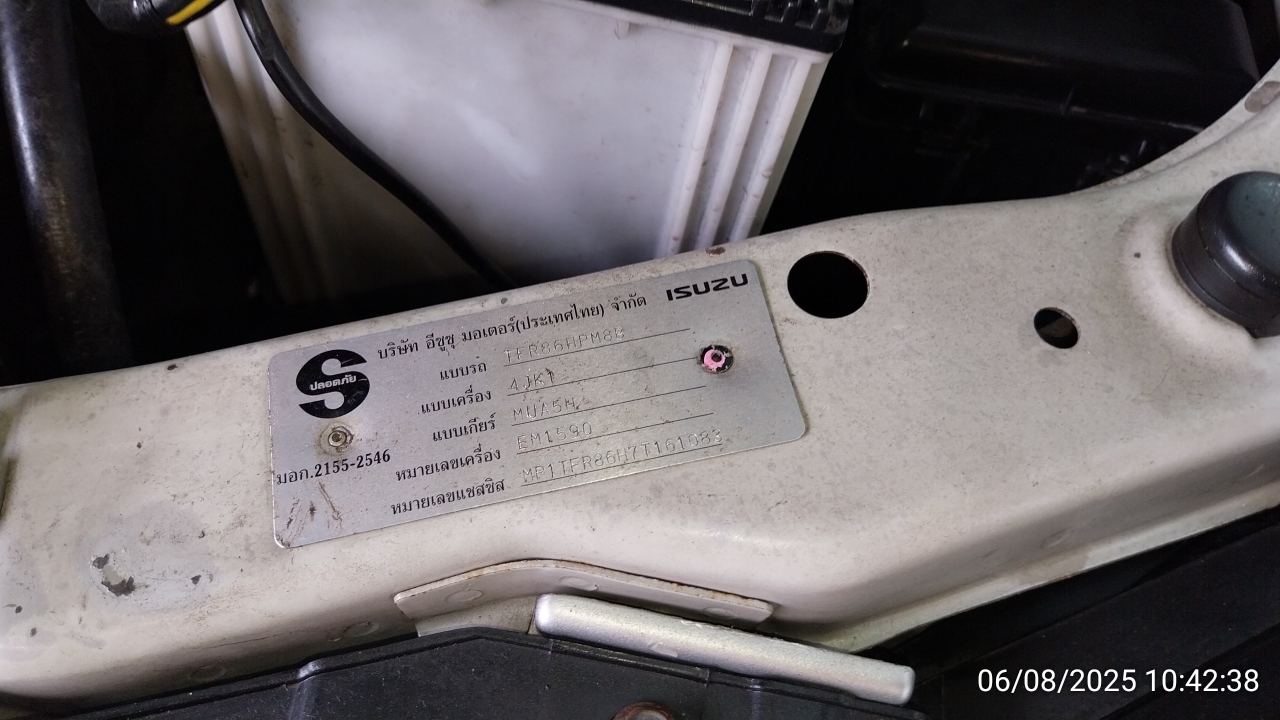 บริษัท อีซูซุ มอเตอร์(ประเทศไทย) จำกัด ISUZU
ปลอดภัย
มอก.2155-2546
แบบรถ TFR86HPM8B
แบบเครื่อง 4JK1
แบบเกียร์ MUA5H
หมายเลขเครื่อง EM1590
หมายเลขแชสซิส MP1TFR86H7T161083
06/08/2025 10:42:38